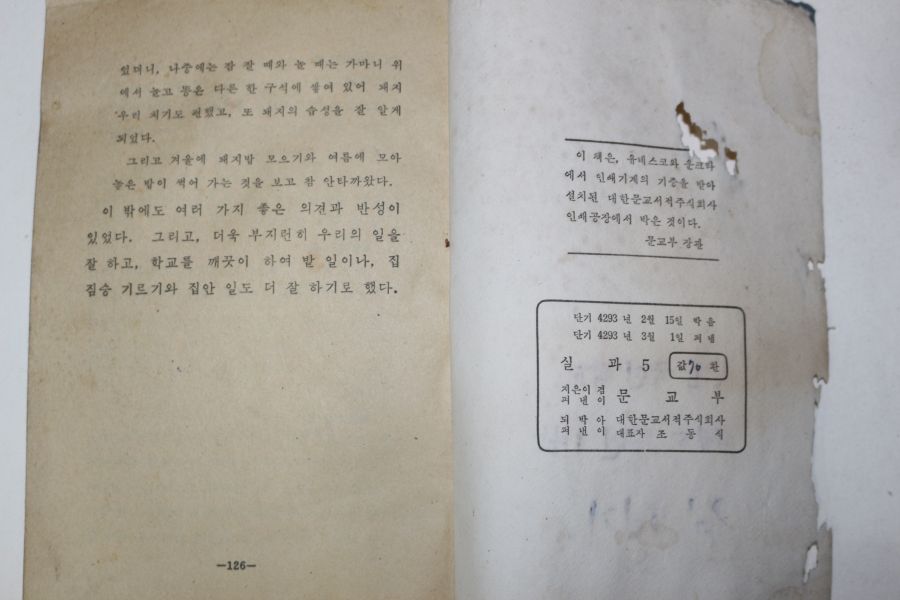 있더니, 나중에는 잠 잘 때와 눌 때는 가마니 위
에서 눌고 똥은 다른 한 구석에 쌓여 있어 돼지
우리 치기도 편했고, 또 돼지의 습성을 잘 알게
되었다.
그리고 겨울에 돼지밥 모으기와 여름에 모아
놓은 밥이 썩어 가는 것을 보고 참 안타까왔다.
이 밖에도 여러 가지 좋은 의견과 반성이
있었다. 그리고, 더욱 부지런히 우리의 일을
잘 하고, 학교를 깨끗이 하여 밭 일이나, 집
짐승 기르기와 집안 일도 더 잘 하기로 했다.
—126—
이 책은, 유네스코와 운크라
에서 인쇄기계의 기증을 받아
설치된 대한문교서적주식회사
인쇄공장에서 박은 것이다.
문교부 장관
단기 4293 년 2월 15일 박음
단기 4293 년 3월 1일 펴냄
실 과 5 값 70 환
지은이 겸 펴낸이 문 교 부
되박아 펴낸이 대한문교서적주식회사
대표자 조 동 식